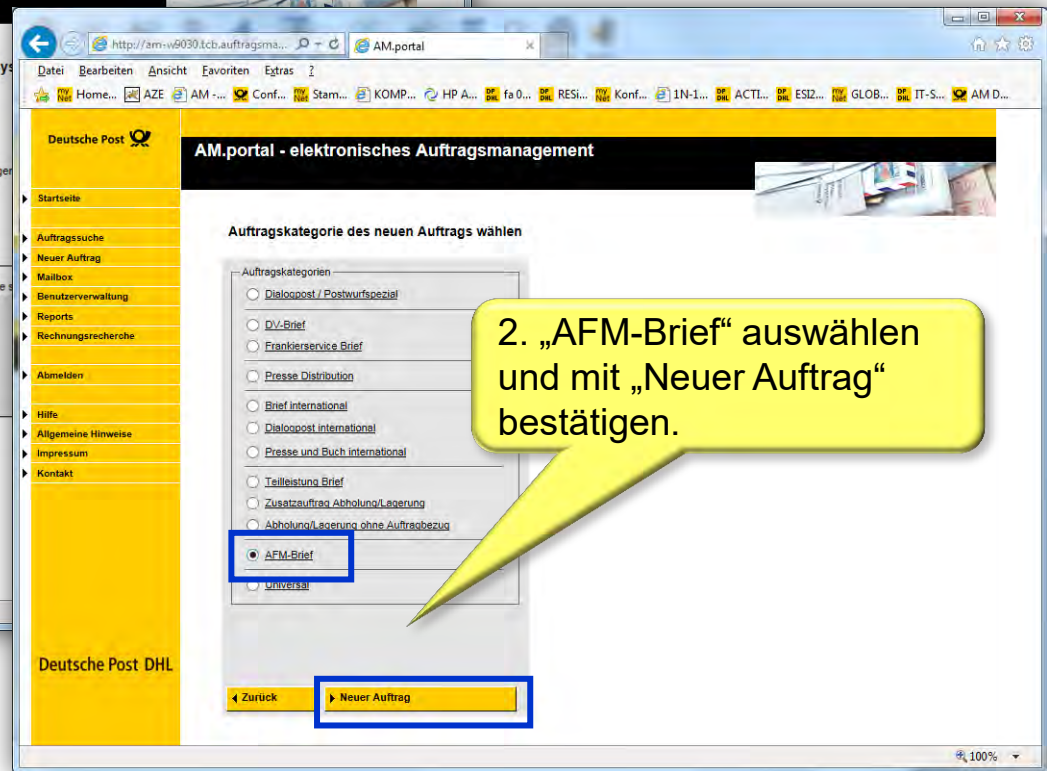 http://am-w9030.tcb.auftragsma...
AM.portal
Datei Bearbeiten Ansicht Favoriten Extras ?
Home... AZE AM -... Conf... Stam... KOMP... HP A... fa 0... RESi... Konf... 1N-1... ACTI... ESI2... GLOB... IT-S... AM D...
Deutsche Post
AM.portal - elektronisches Auftragsmanagement
Startseite
Auftragssuche
Neuer Auftrag
Mailbox
Benutzerverwaltung
Reports
Rechnungsrecherche
Abmelden
Hilfe
Allgemeine Hinweise
Impressum
Kontakt
Auftragskategorie des neuen Auftrags wählen
Auftragskategorien
Dialogpost / Postwurfspezial
DV-Brief
Frankierservice Brief
Presse Distribution
Brief international
Dialogpost international
Presse und Buch international
Teilleistung Brief
Zusatzauftrag Abholung/Lagerung
Abholung/Lagerung ohne Auftragbezug
AFM-Brief
Universal
2. „AFM-Brief“ auswählen
und mit „Neuer Auftrag“
bestätigen.
Deutsche Post DHL
Zurück
Neuer Auftrag
100%